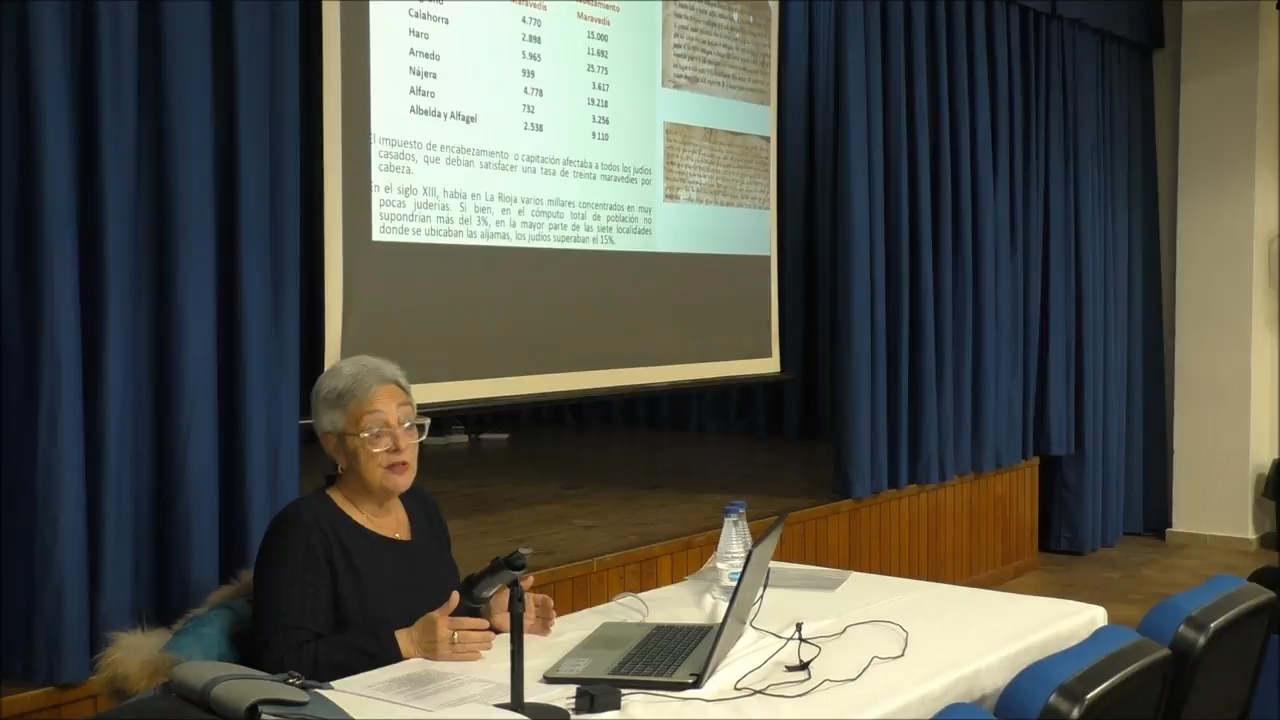 Maravedís
Maravedís
Calahorra 4.770 15.000
Haro 2.898 11.692
Arnedo 5.965 25.775
Nájera 939 3.617
Alfaro 4.778 19.218
Albelda y Alfagel 732 3.256
2.538 9 110
El impuesto de encabezamiento o capitación afectaba a todos los judíos
casados, que debían satisfacer una tasa de treinta maravedíes por
cabeza.
En el siglo XIII, había en La Rioja varios millares concentrados en muy
pocas juderías. Si bien, en el cómputo total de población no
supondrían más del 3%, en la mayor parte de las siete localidades
donde se ubicaban las aljamas, los judíos superaban el 15%.